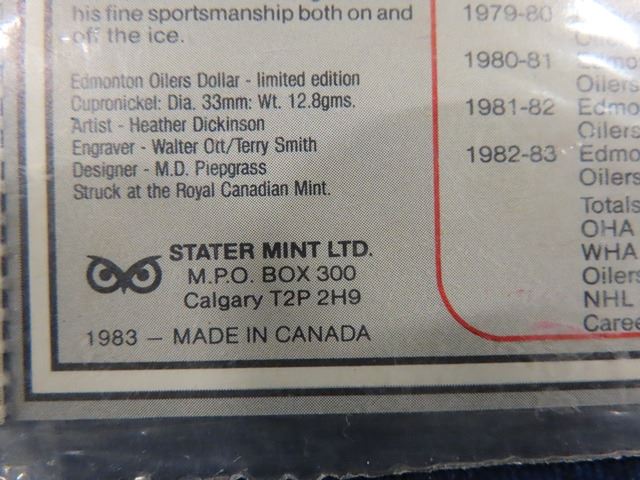 his fine sportsmanship both on and
off the ice.
Edmonton Oilers Dollar - limited edition
Cupronickel: Dia. 33mm: Wt. 12.8gms.
Artist - Heather Dickinson
Engraver - Walter Ott/Terry Smith
Designer - M.D. Piepgrass
Struck at the Royal Canadian Mint.
STATER MINT LTD.
M.P.O. BOX 300
Calgary T2P 2H9
1983 – MADE IN CANADA
1979-80
1980-81 Edmo
Oilers
1981-82 Edmo
Oilers
1982-83 Edmo
Oilers
Totals
OHA
WHA
Oilers
NHL
Caree